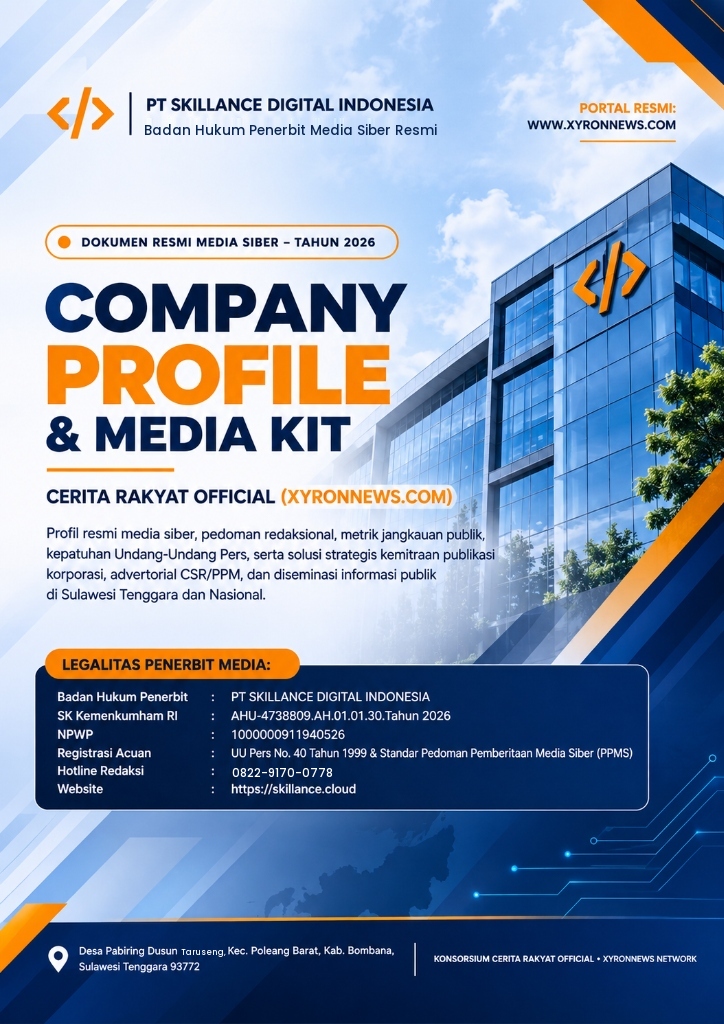 </> PT SKILLANCE DIGITAL INDONESIA
Badan Hukum Penerbit Media Siber Resmi
PORTAL RESMI:
WWW.XYRONNEWS.COM
DOKUMEN RESMI MEDIA SIBER – TAHUN 2026
</>
COMPANY
PROFILE
& MEDIA KIT
CERITA RAKYAT OFFICIAL (XYRONNEWS.COM)
Profil resmi media siber, pedoman redaksional, metrik jangkauan publik,
kepatuhan Undang-Undang Pers, serta solusi strategis kemitraan publikasi
korporasi, advertorial CSR/PPM, dan diseminasi informasi publik
di Sulawesi Tenggara dan Nasional.
LEGALITAS PENERBIT MEDIA:
Badan Hukum Penerbit : PT SKILLANCE DIGITAL INDONESIA
SK Kemenkumham RI : AHU-4738809.AH.01.01.30.Tahun 2026
NPWP : 1000000911940526
Registrasi Acuan : UU Pers No. 40 Tahun 1999 & Standar Pedoman Pemberitaan Media Siber (PPMS)
Hotline Redaksi : 0822-9170-0778
Website : https://skillance.cloud
Desa Pabiring Dusun Taruseng, Kec. Poleang Barat, Kab. Bombana,
Sulawesi Tenggara 93772
KONSORSIUM CERITA RAKYAT OFFICIAL • XYRONNEWS NETWORK